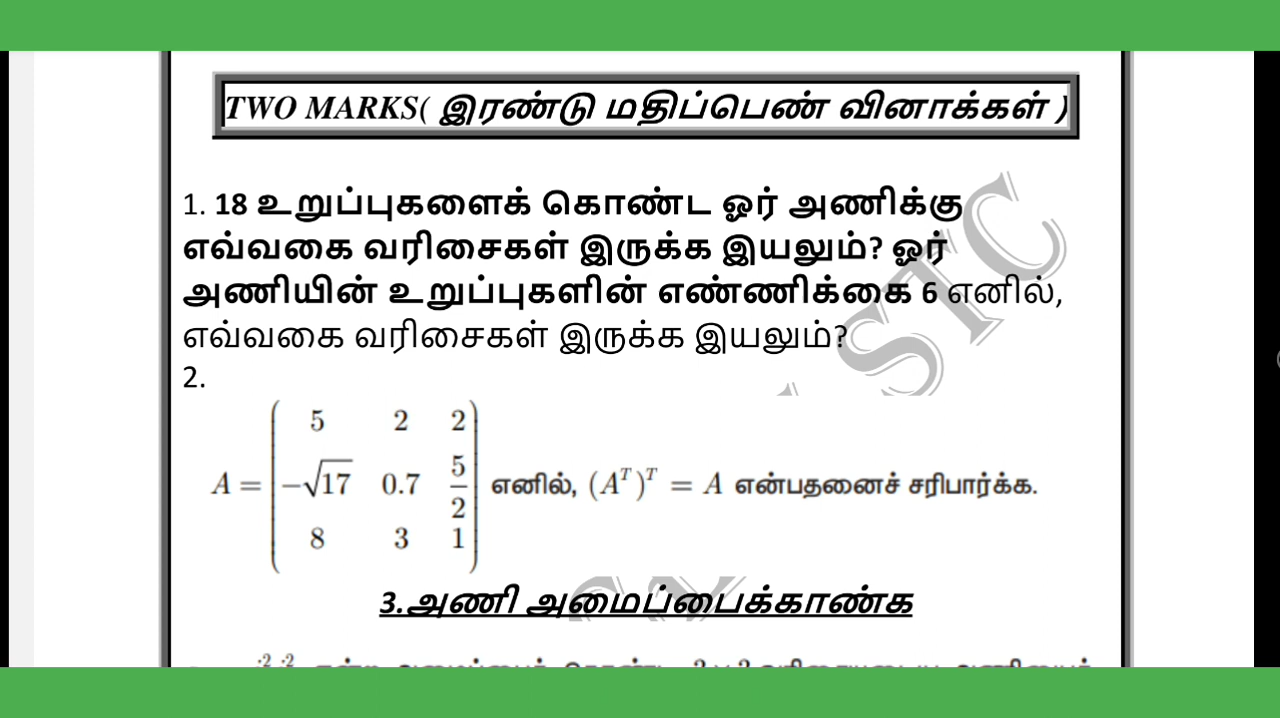 TWO MARKS( இரண்டு மதிப்பெண் வினாக்கள் )
1. 18 உறுப்புகளைக் கொண்ட ஓர் அணிக்கு
எவ்வகை வரிசைகள் இருக்க இயலும்? ஓர்
அணியின் உறுப்புகளின் எண்ணிக்கை 6 எனில்,
எவ்வகை வரிசைகள் இருக்க இயலும்?
2.
5 2 2
A = −√17 0.7 5/2 எனில், (Aᵀ)ᵀ = A என்பதனைச் சரிபார்க்க.
8 3 1
3.அணி அமைப்பைக்காண்க
STC